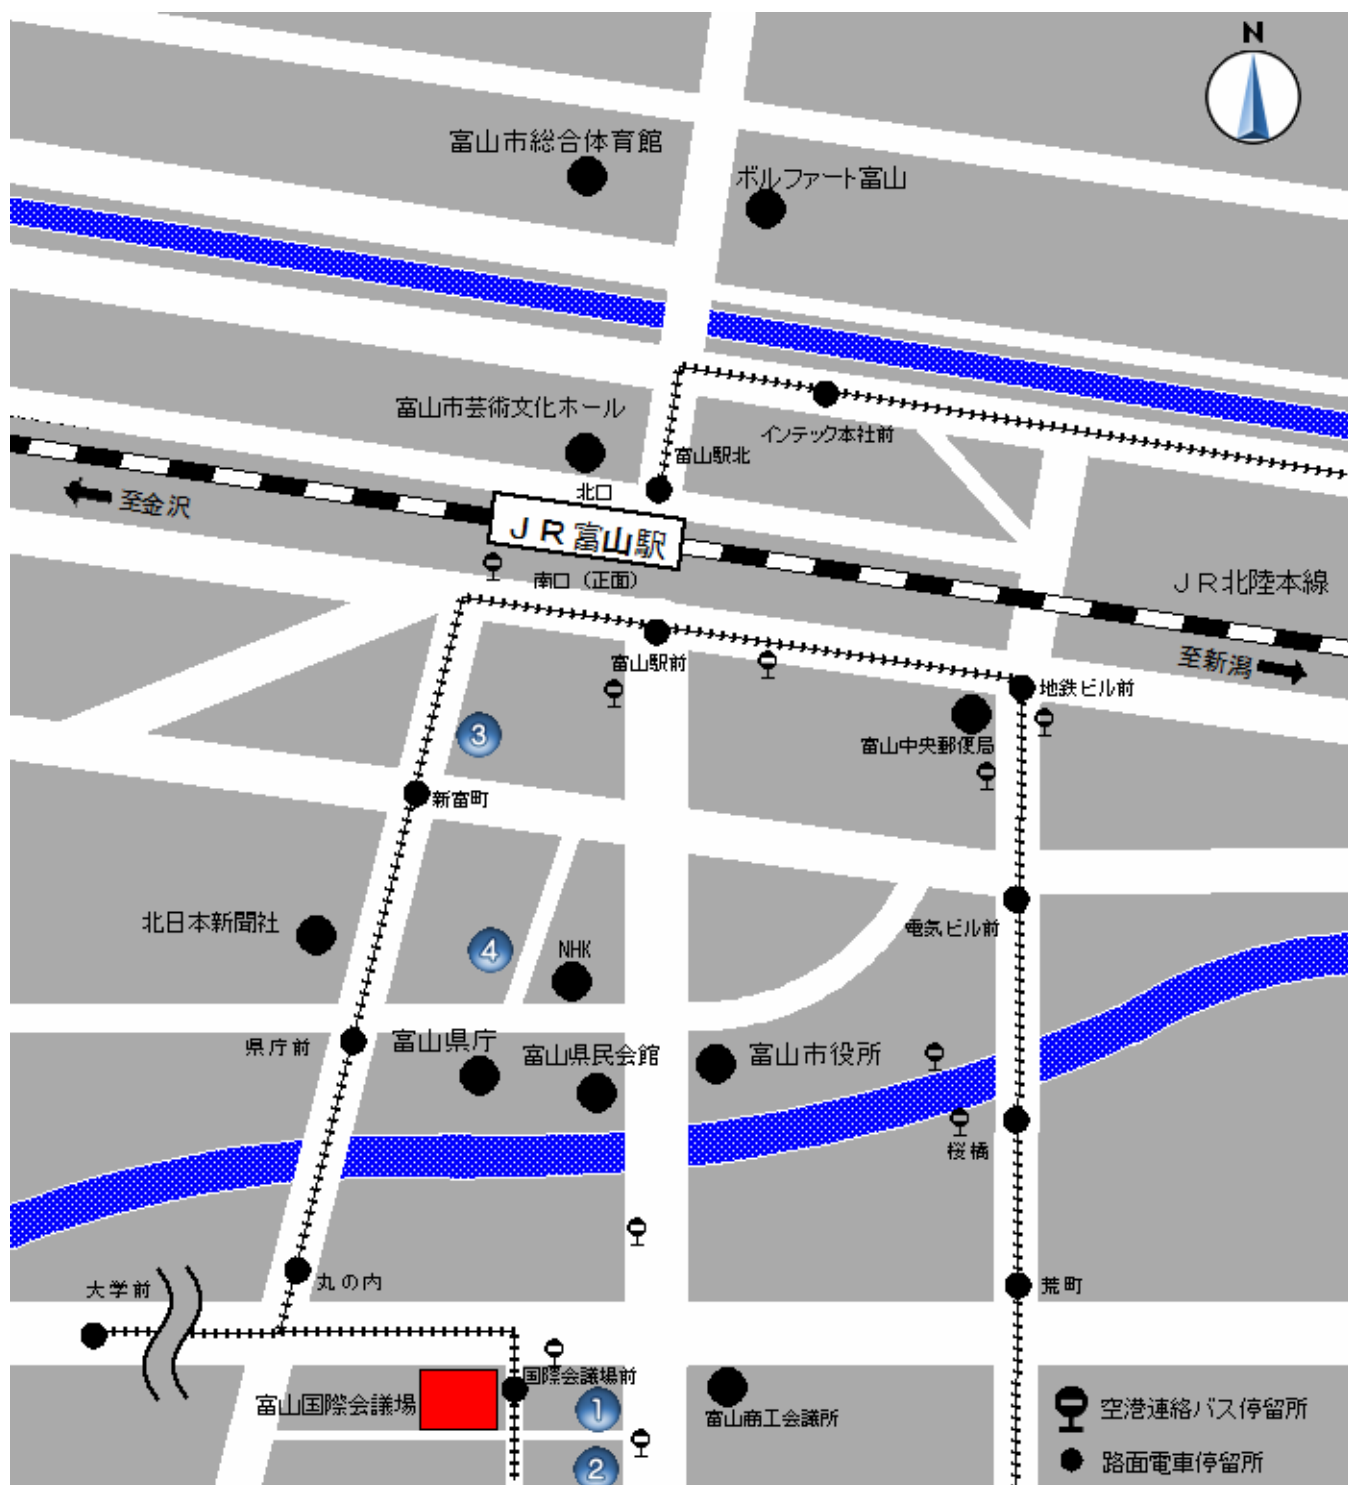 N
富山市総合体育館
ボルファート富山
富山市芸術文化ホール
インテック本社前
富山駅北
北口
至金沢
ＪＲ富山駅
南口（正面）
ＪＲ北陸本線
至新潟
富山駅前
地鉄ビル前
富山中央郵便局
3
新富町
北日本新聞社
電気ビル前
4
NHK
県庁前
富山県庁
富山県民会館
富山市役所
桜橋
丸の内
大学前
荒町
国際会議場前
富山国際会議場
1
富山商工会議所
空港連絡バス停留所
2
路面電車停留所